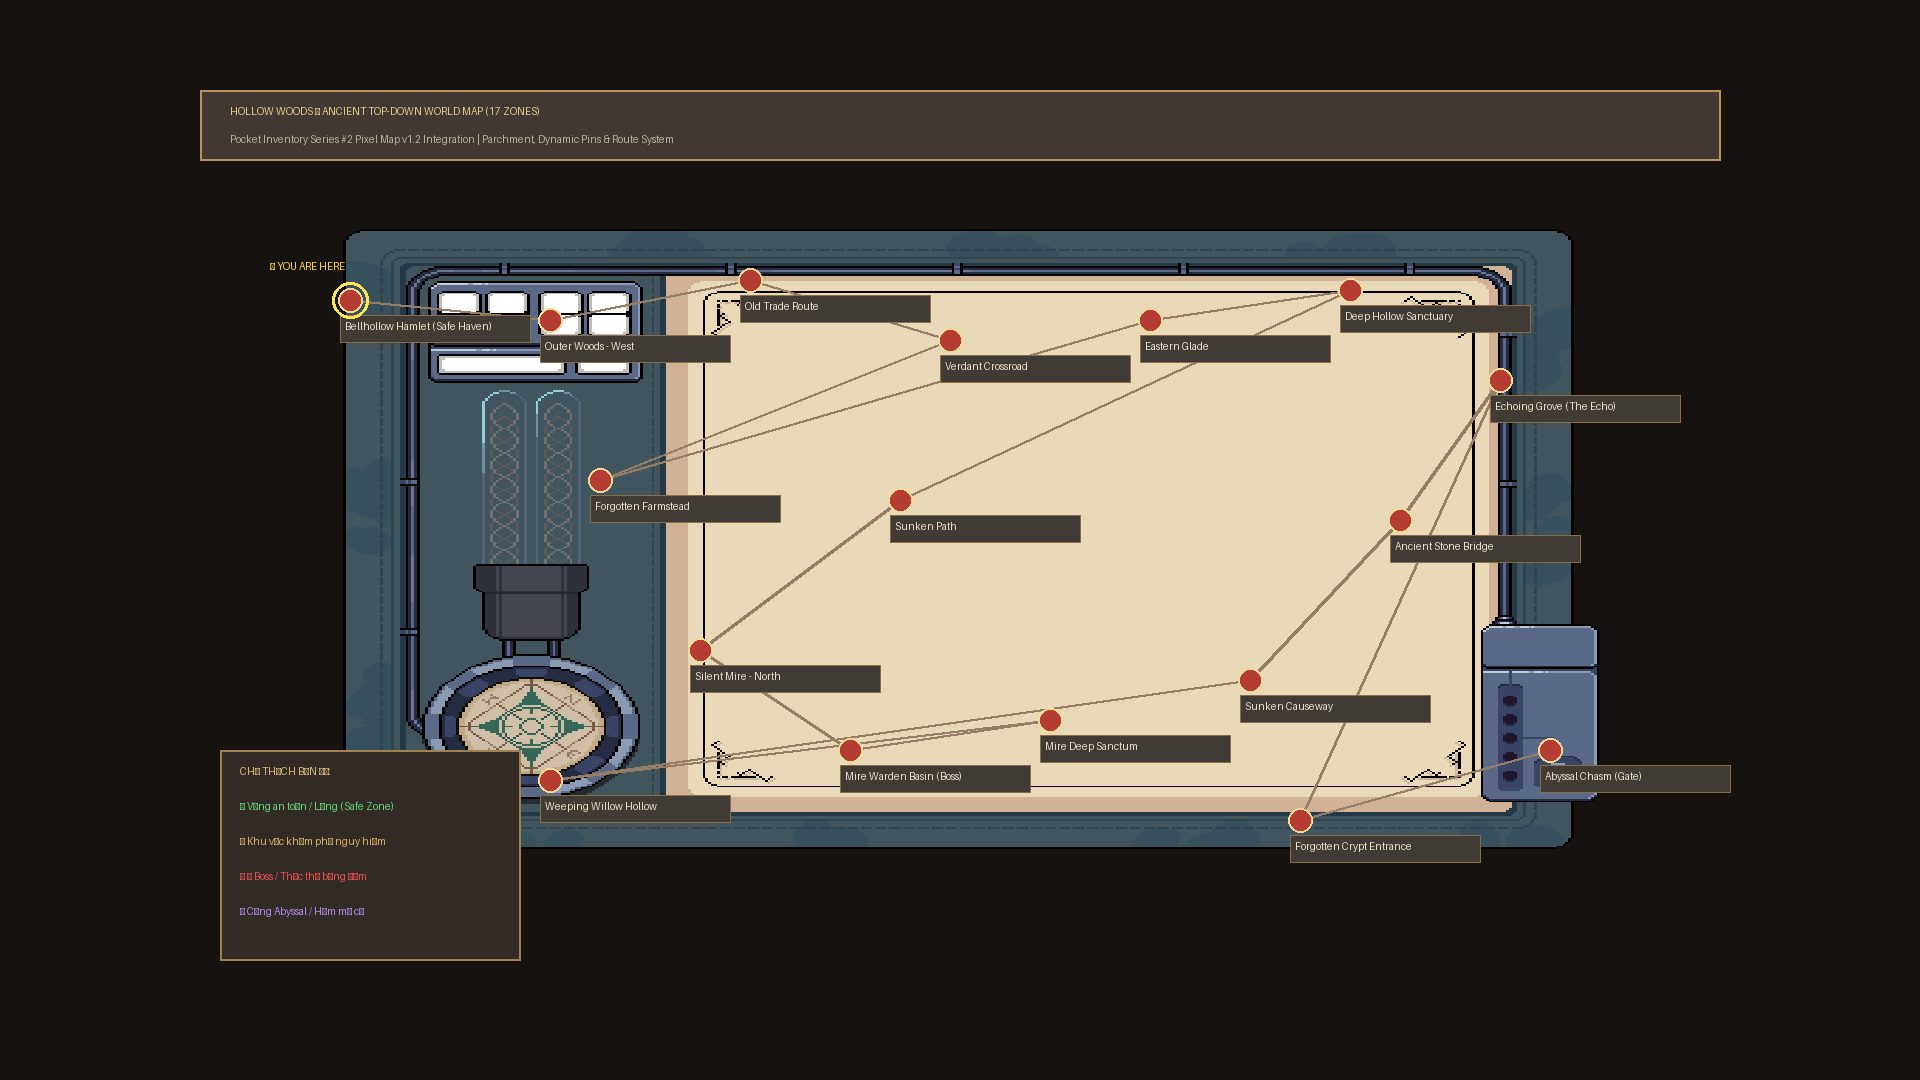 HOLLOW WOODS ANCIENT TOP-DOWN WORLD MAP (17 ZONES)
Pocket Inventory Series #2 Pixel Map v1.2 Integration | Parchment, Dynamic Pins & Route System
YOU ARE HERE
Bellhollow Hamlet (Safe Haven)
Outer Woods - West
Old Trade Route
Verdant Crossroad
Eastern Glade
Deep Hollow Sanctuary
Echoing Grove (The Echo)
Forgotten Farmstead
Sunken Path
Ancient Stone Bridge
Silent Mire - North
Sunken Causeway
Mire Deep Sanctum
Mire Warden Basin (Boss)
Abyssal Chasm (Gate)
Weeping Willow Hollow
Forgotten Crypt Entrance
an / (Safe Zone)
Khu nguy
Boss /
Abyssal /